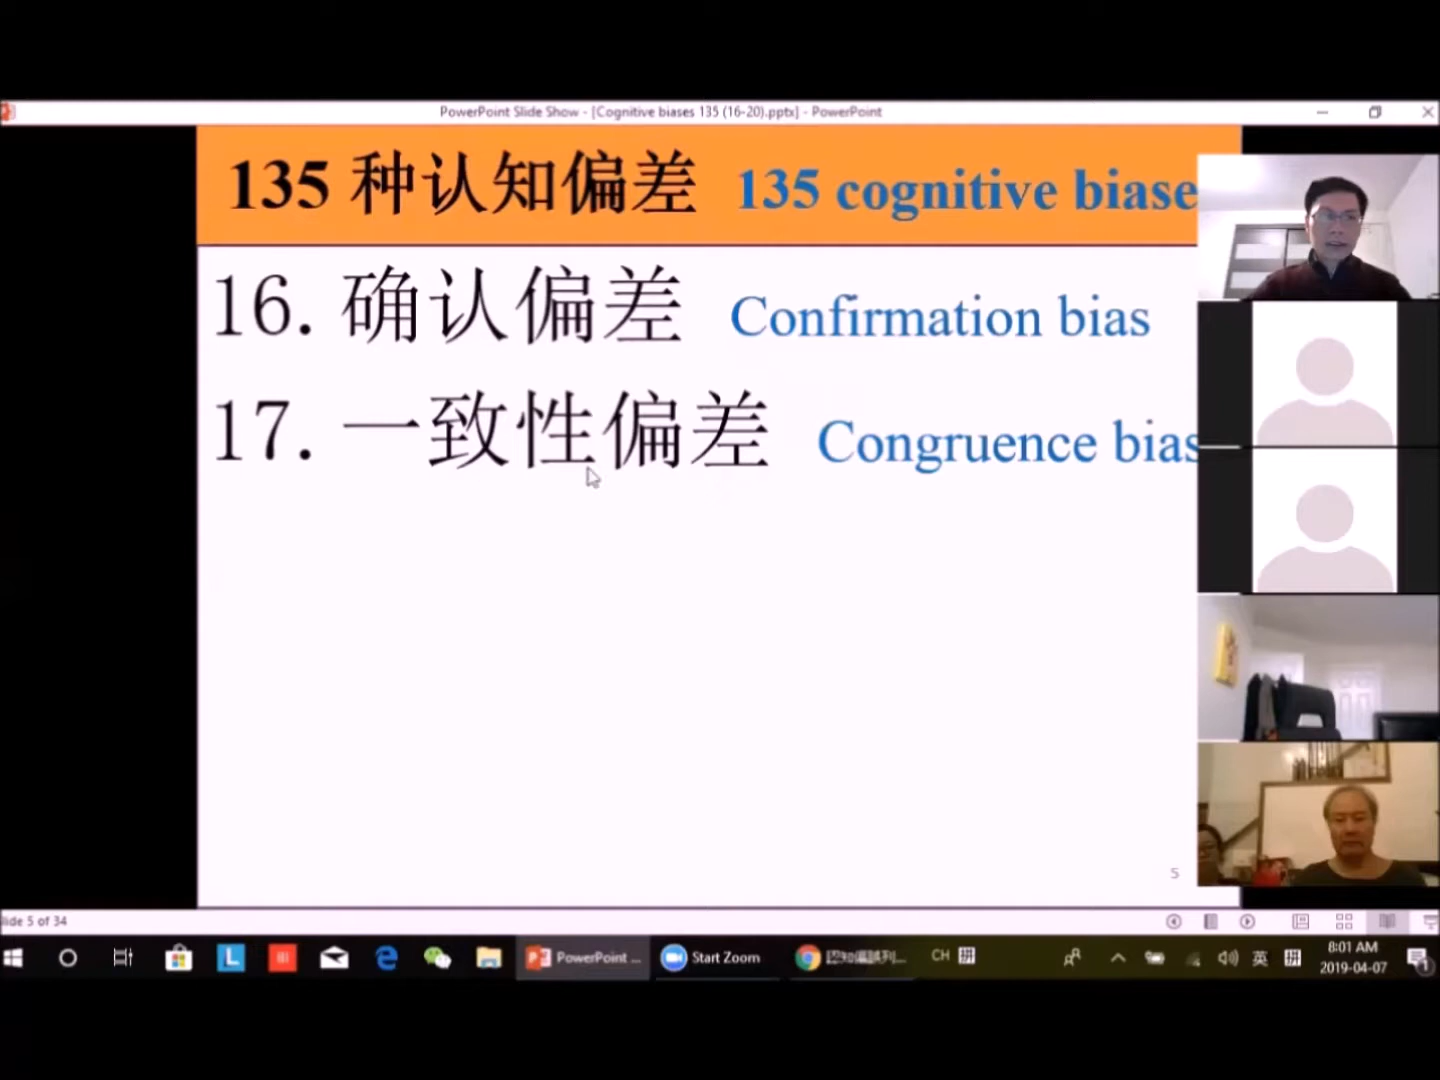 PowerPoint Slide Show - [Cognitive biases 135 (16-20).pptx] - PowerPoint
135 种认知偏差 135 cognitive biase
16. 确认偏差 Confirmation bias
17. 一致性偏差 Congruence bias
5
lide 5 of 34
PowerPoint ... Start Zoom CH 拼 英 拼 8:01 AM
2019-04-07